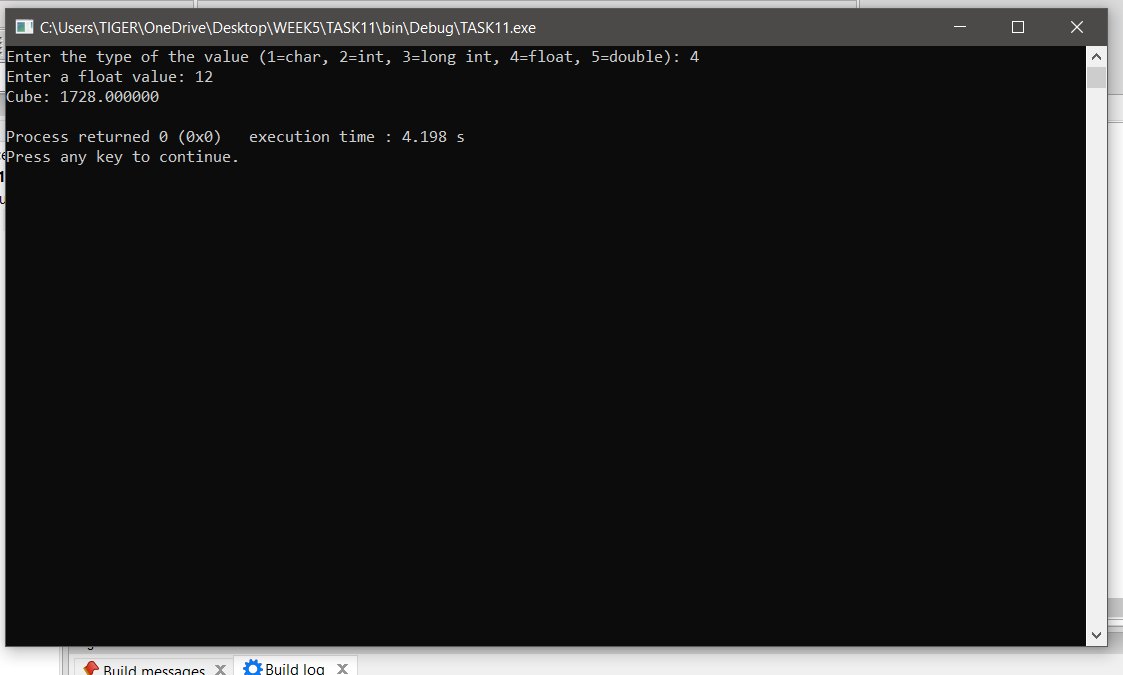 C:\Users\TIGER\OneDrive\Desktop\WEEK5\TASK11\bin\Debug\TASK11.exe
Enter the type of the value (1=char, 2=int, 3=long int, 4=float, 5=double): 4
Enter a float value: 12
Cube: 1728.000000
Process returned 0 (0x0)   execution time : 4.198 s
Press any key to continue.
Build messages
Build log